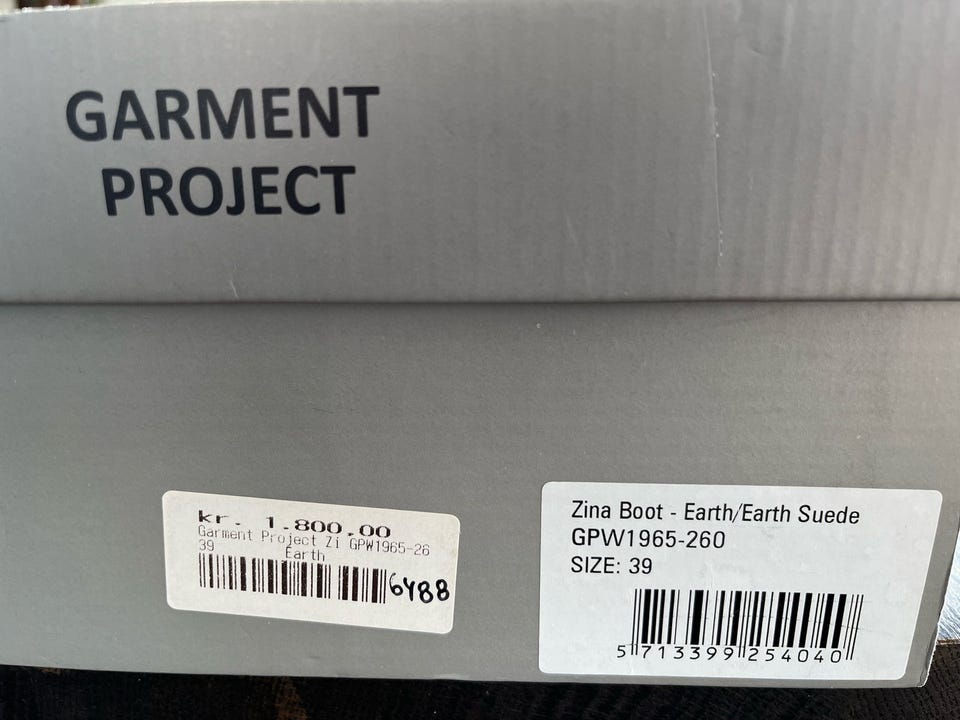 GARMENT
PROJECT
kr. 1.800,00
Garment Project Zi GPW1965-26
39 Earth
6488
Zina Boot - Earth/Earth Suede
GPW1965-260
SIZE: 39
5 713399 254040